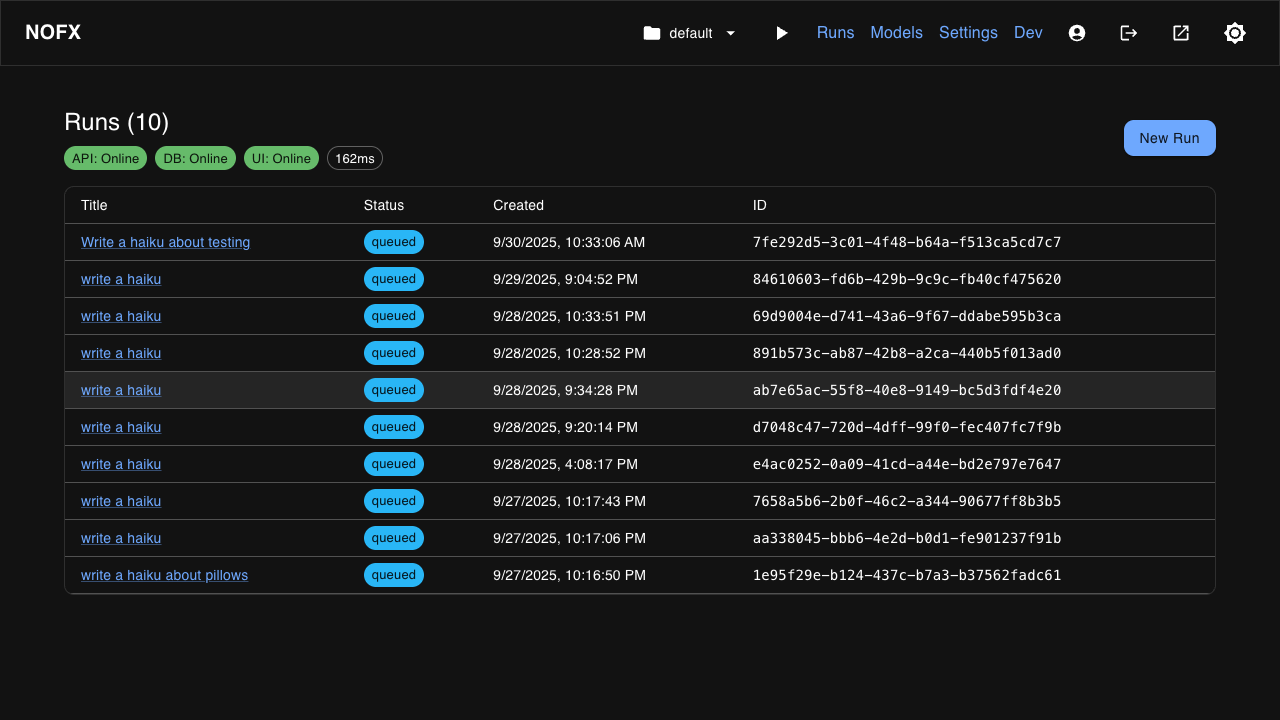 NOFX default Runs Models Settings Dev
Runs (10)
New Run
API: Online DB: Online UI: Online 162ms
Title Status Created ID
Write a haiku about testing queued 9/30/2025, 10:33:06 AM 7fe292d5-3c01-4f48-b64a-f513ca5cd7c7
write a haiku queued 9/29/2025, 9:04:52 PM 84610603-fd6b-429b-9c9c-fb40cf475620
write a haiku queued 9/28/2025, 10:33:51 PM 69d9004e-d741-43a6-9f67-ddabe595b3ca
write a haiku queued 9/28/2025, 10:28:52 PM 891b573c-ab87-42b8-a2ca-440b5f013ad0
write a haiku queued 9/28/2025, 9:34:28 PM ab7e65ac-55f8-40e8-9149-bc5d3fdf4e20
write a haiku queued 9/28/2025, 9:20:14 PM d7048c47-720d-4dff-99f0-fec407fc7f9b
write a haiku queued 9/28/2025, 4:08:17 PM e4ac0252-0a09-41cd-a44e-bd2e797e7647
write a haiku queued 9/27/2025, 10:17:43 PM 7658a5b6-2b0f-46c2-a344-90677ff8b3b5
write a haiku queued 9/27/2025, 10:17:06 PM aa338045-bbb6-4e2d-b0d1-fe901237f91b
write a haiku about pillows queued 9/27/2025, 10:16:50 PM 1e95f29e-b124-437c-b7a3-b37562fadc61